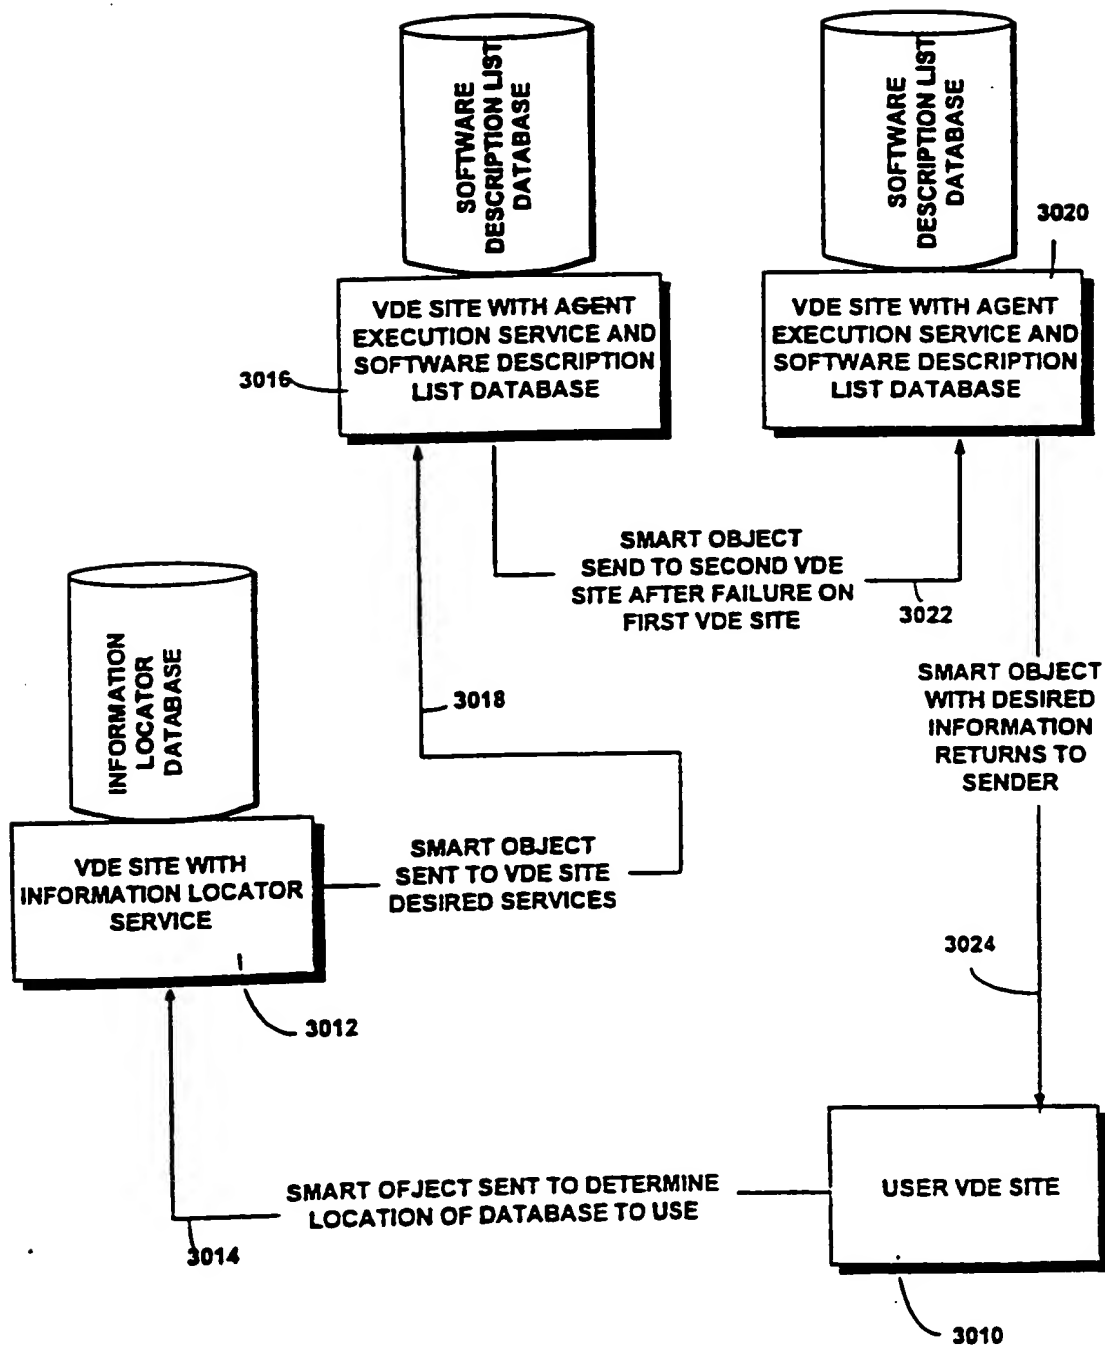 SOFTWARE
DESCRIPTION LIST
DATABASE
SOFTWARE
DESCRIPTION LIST
DATABASE
3020
VDE SITE WITH AGENT
EXECUTION SERVICE AND
SOFTWARE DESCRIPTION
LIST DATABASE
3016
VDE SITE WITH AGENT
EXECUTION SERVICE AND
SOFTWARE DESCRIPTION
LIST DATABASE
SMART OBJECT
SEND TO SECOND VDE
SITE AFTER FAILURE ON
FIRST VDE SITE
3022
INFORMATION
LOCATOR
DATABASE
3018
SMART OBJECT
WITH DESIRED
INFORMATION
RETURNS TO
SENDER
VDE SITE WITH
INFORMATION LOCATOR
SERVICE
SMART OBJECT
SENT TO VDE SITE
DESIRED SERVICES
3024
3012
SMART OFJECT SENT TO DETERMINE
LOCATION OF DATABASE TO USE
USER VDE SITE
3014
3010